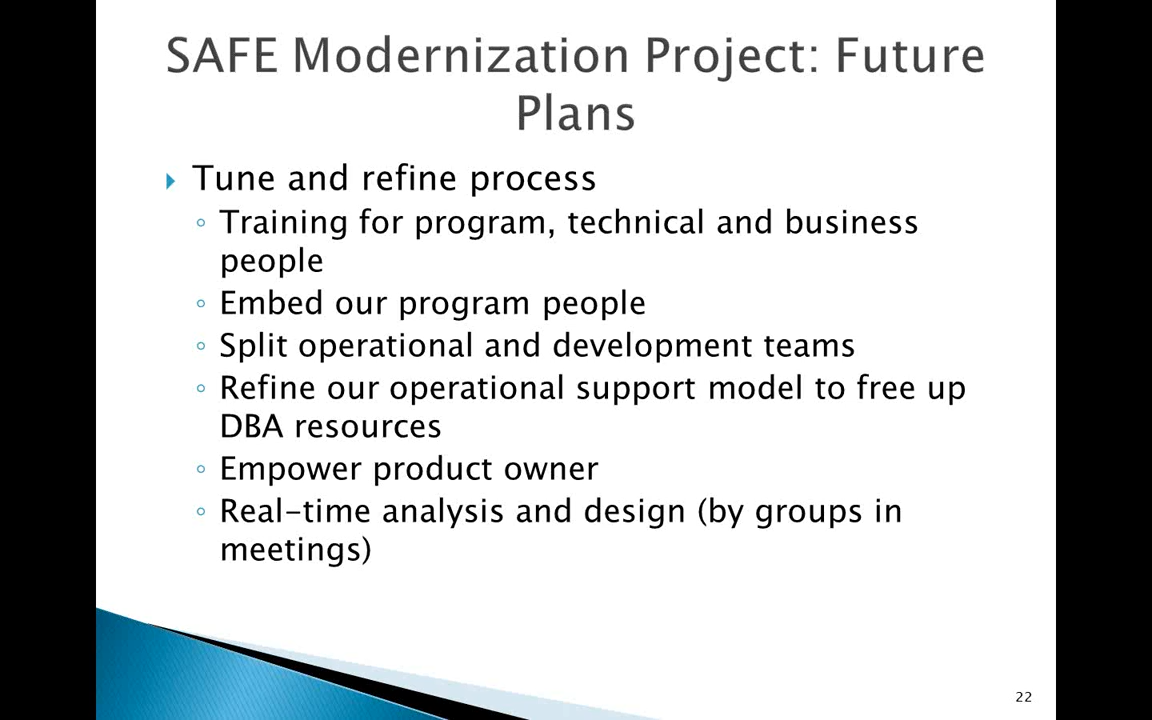 SAFE Modernization Project: Future
Plans
Tune and refine process
Training for program, technical and business
people
Embed our program people
Split operational and development teams
Refine our operational support model to free up
DBA resources
Empower product owner
Real-time analysis and design (by groups in
meetings)
22